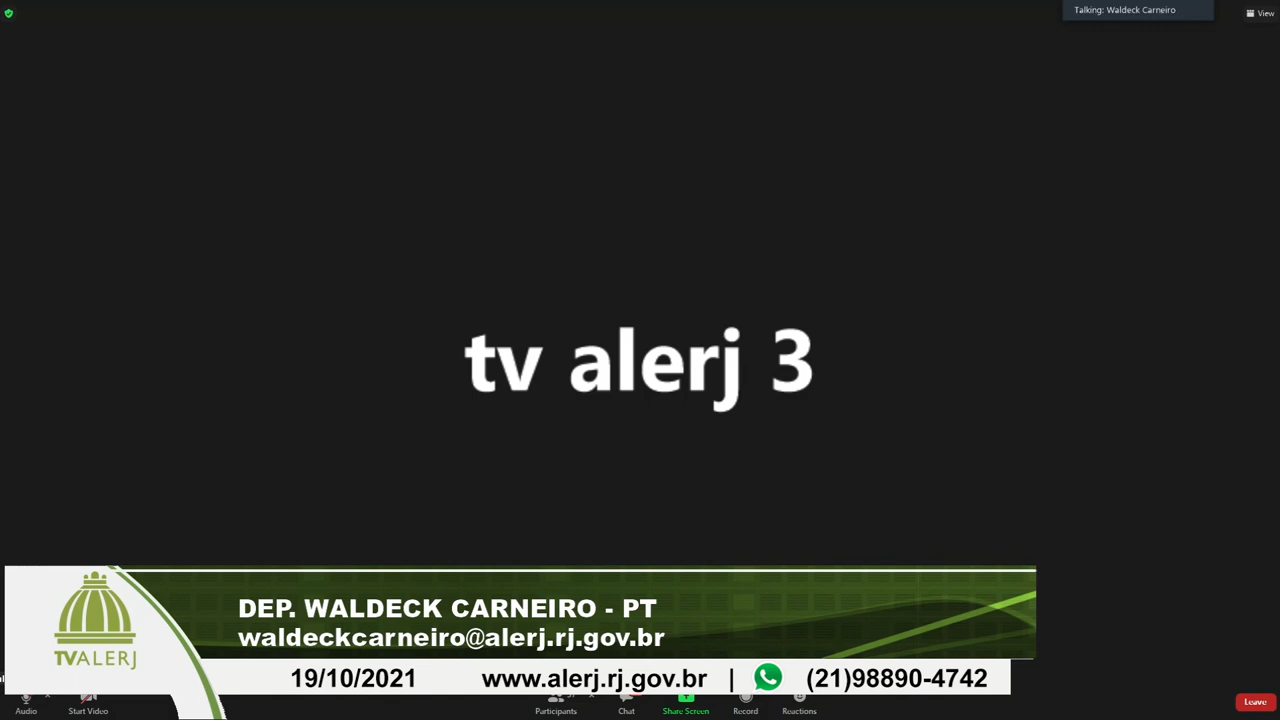 Talking: Waldeck Carneiro
View
tv alerj 3
DEP. WALDECK CARNEIRO - PT
waldeckcarneiro@alerj.rj.gov.br
TVALERJ
19/10/2021 www.alerj.rj.gov.br | (21)98890-4742
Audio Start Video Participants Chat Share Screen Record Reactions Leave